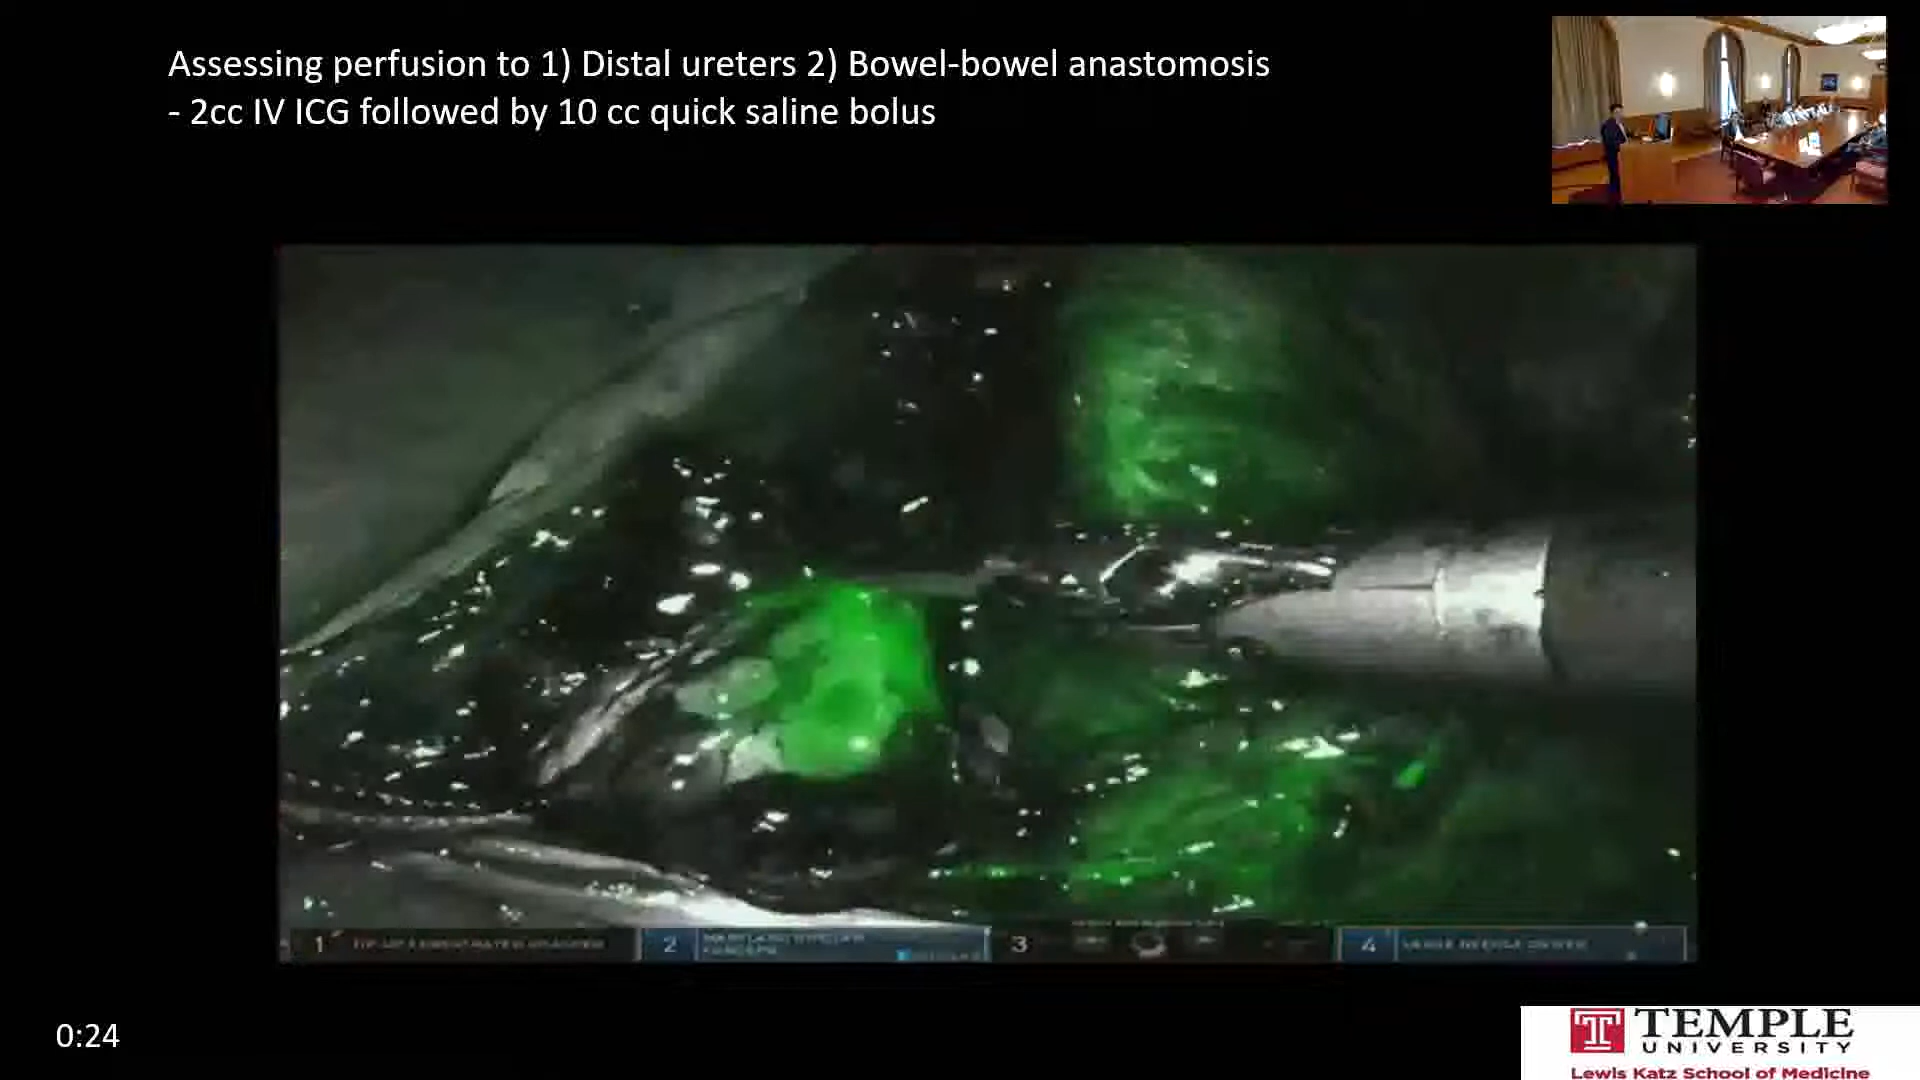 Assessing perfusion to 1) Distal ureters 2) Bowel-bowel anastomosis
- 2cc IV ICG followed by 10 cc quick saline bolus
1
2
3
4
0:24
TEMPLE
UNIVERSITY
Lewis Katz School of Medicine